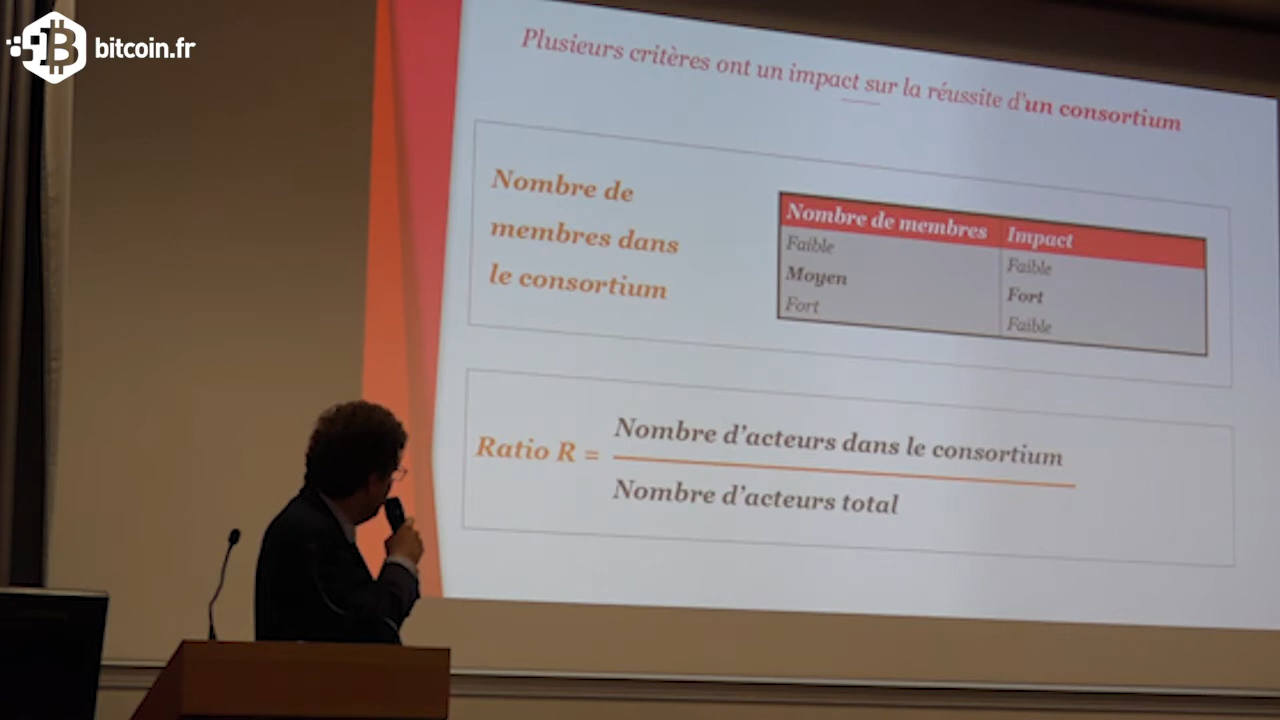 bitcoin.fr
Plusieurs critères ont un impact sur la réussite d'un consortium
Nombre de
membres dans
le consortium
Nombre de membres Impact
Faible Faible
Moyen Fort
Fort Faible
Ratio R =
Nombre d'acteurs dans le consortium
Nombre d'acteurs total